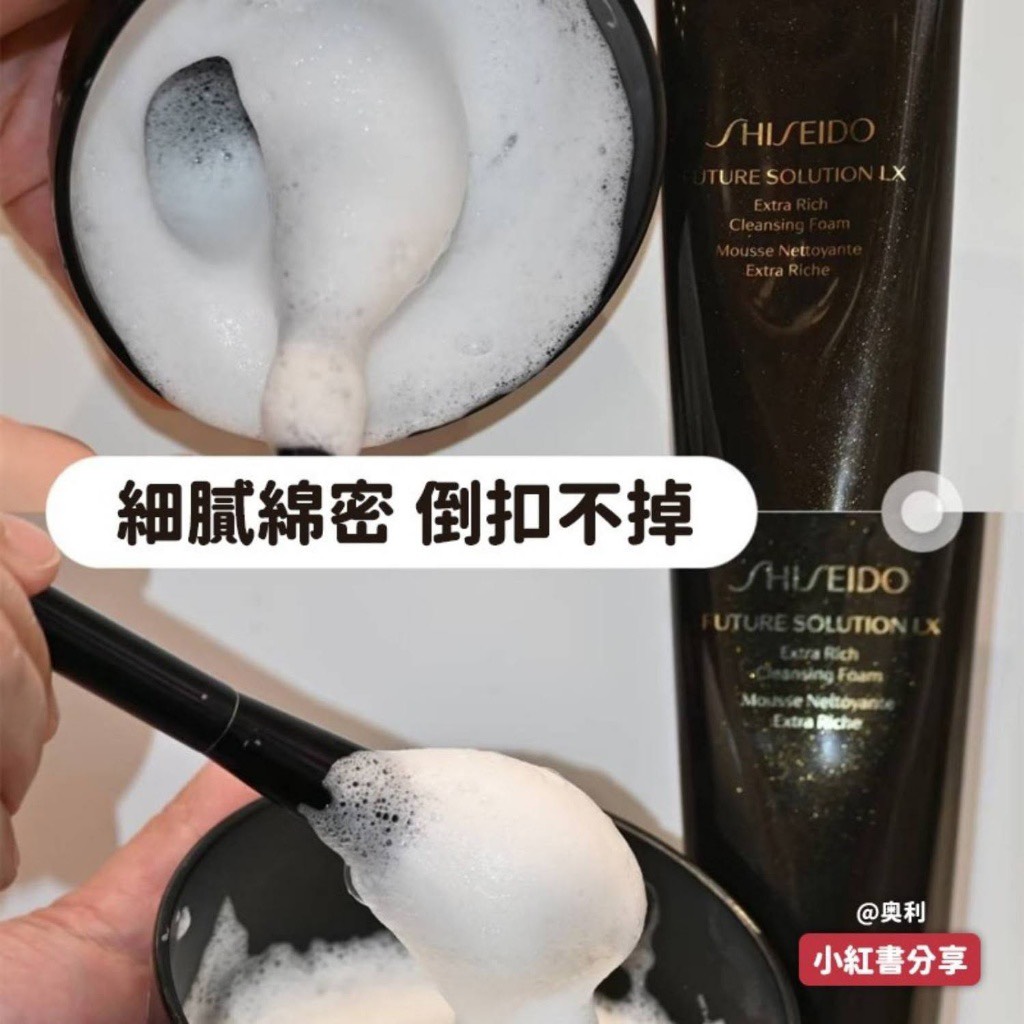 SHISEIDO
FUTURE SOLUTION LX
Extra Rich
Cleansing Foam
Mousse Nettoyante
Extra Riche
細膩綿密 倒扣不掉
SHISEIDO
FUTURE SOLUTION LX
Extra Rich
Cleansing Foam
Mousse Nettoyante
Extra Riche
@奥利
小紅書分享